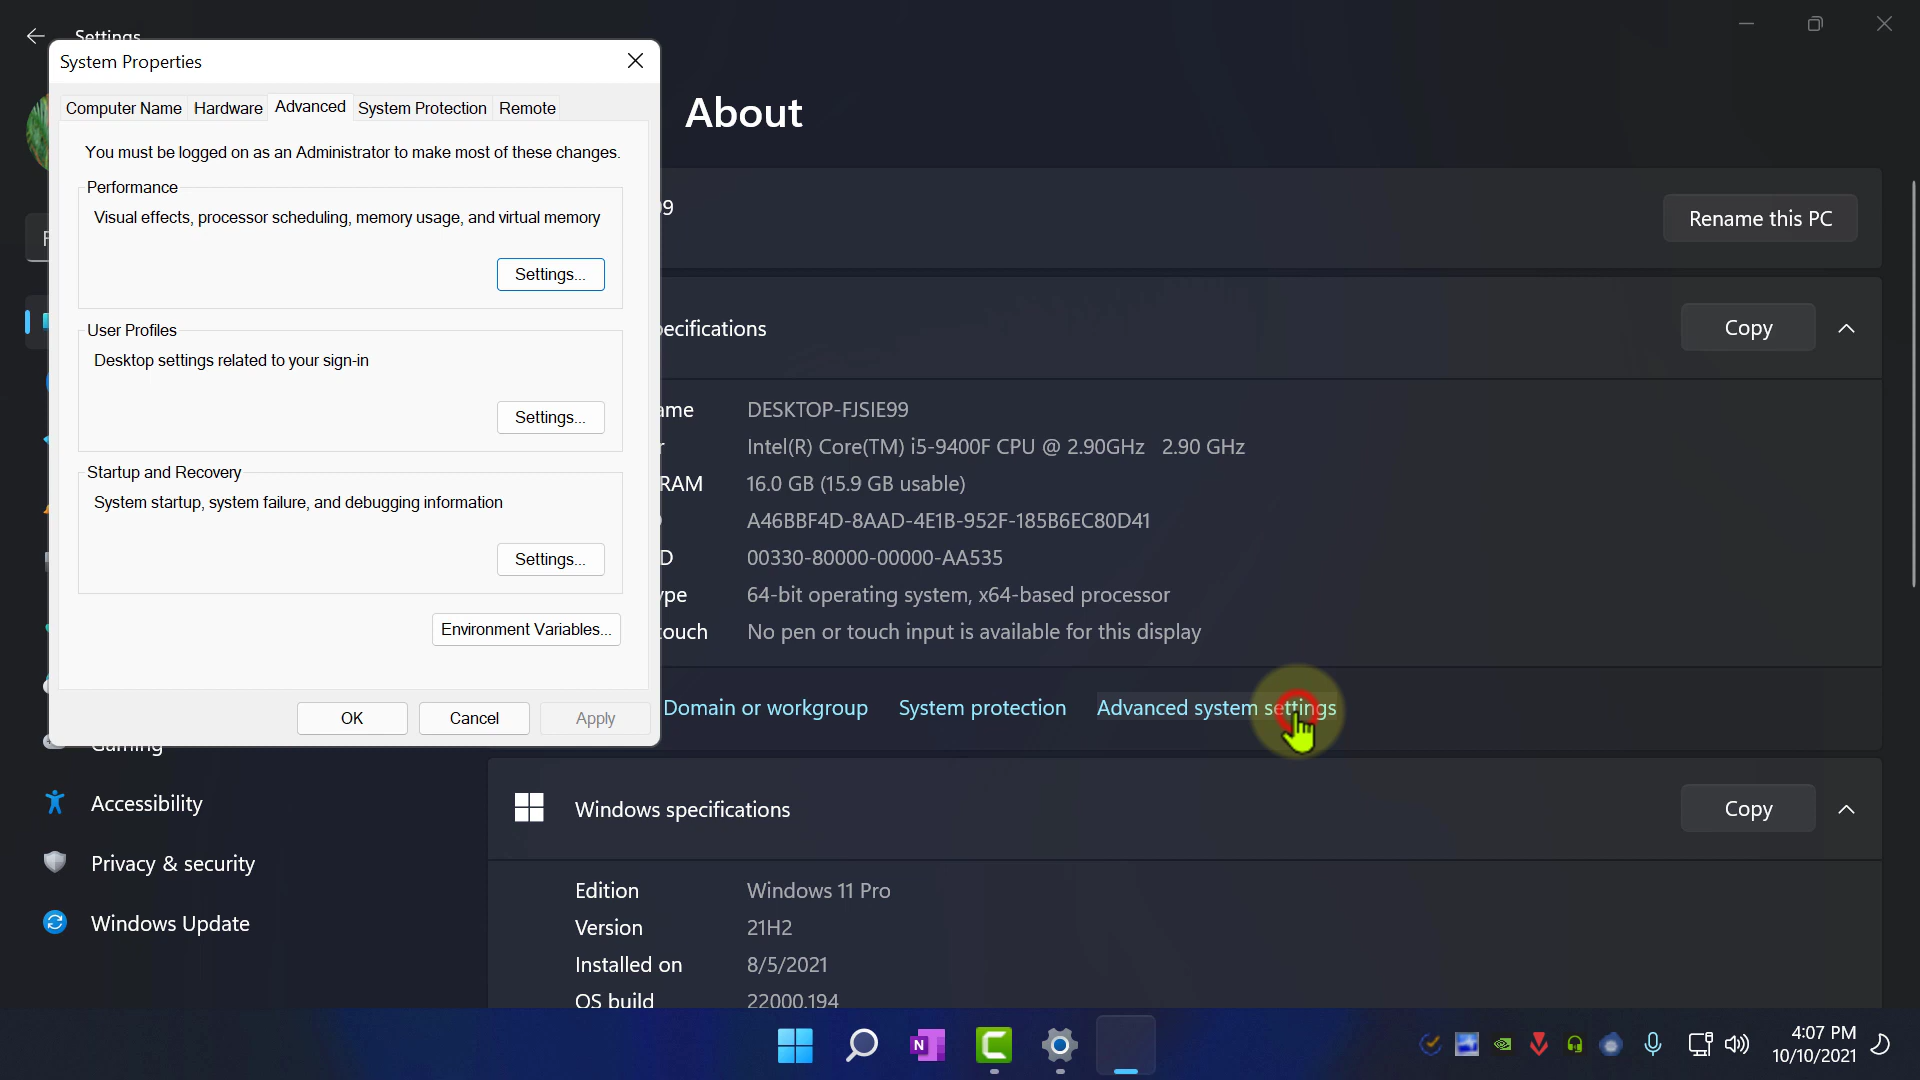 Settings
System Properties
Computer Name
Hardware
Advanced
System Protection
Remote
You must be logged on as an Administrator to make most of these changes.
Performance
Visual effects, processor scheduling, memory usage, and virtual memory
Settings...
User Profiles
Desktop settings related to your sign-in
Settings...
Startup and Recovery
System startup, system failure, and debugging information
Settings...
Environment Variables...
OK
Cancel
Apply
About
99
Rename this PC
pecifications
Copy
ame DESKTOP-FJSIE99
r Intel(R) Core(TM) i5-9400F CPU @ 2.90GHz 2.90 GHz
RAM 16.0 GB (15.9 GB usable)
A46BBF4D-8AAD-4E1B-952F-185B6EC80D41
D 00330-80000-00000-AA535
ype 64-bit operating system, x64-based processor
touch No pen or touch input is available for this display
Domain or workgroup
System protection
Advanced system settings
Gaming
Accessibility
Privacy & security
Windows Update
Windows specifications
Copy
Edition Windows 11 Pro
Version 21H2
Installed on 8/5/2021
OS build 22000.194
N
4:07 PM
10/10/2021